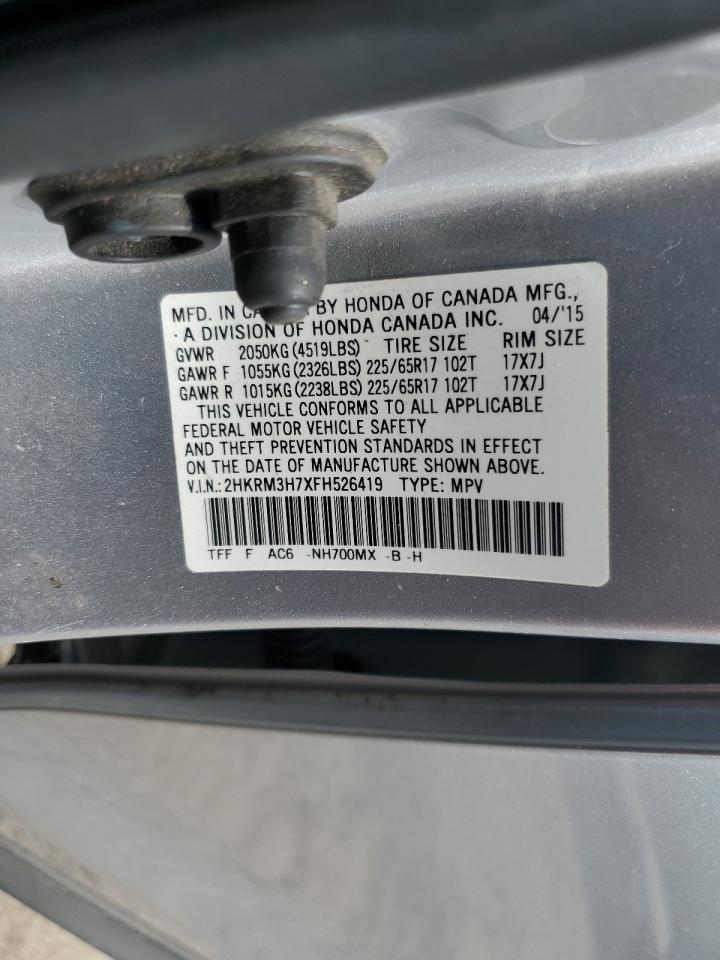 MFD. IN BY HONDA OF CANADA MFG.,
A DIVISION OF HONDA CANADA INC. 04/'15
GVWR 2050KG (4519LBS) TIRE SIZE RIM SIZE
GAWR F 1055KG (2326LBS) 225/65R17 102T 17X7J
GAWR R 1015KG (2238LBS) 225/65R17 102T 17X7J
THIS VEHICLE CONFORMS TO ALL APPLICABLE
FEDERAL MOTOR VEHICLE SAFETY
AND THEFT PREVENTION STANDARDS IN EFFECT
ON THE DATE OF MANUFACTURE SHOWN ABOVE.
V.I.N.: 2HKRM3H7XFH526419 TYPE: MPV
TFF F AC6 -NH700MX -B -H